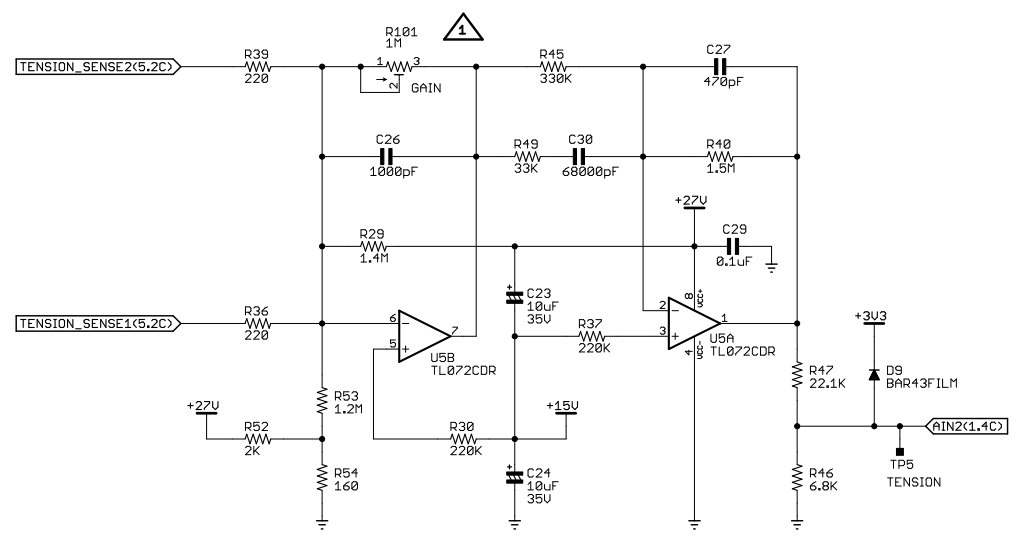 1
R101
1M
1
3
2
GAIN
TENSION_SENSE2(5.2C)
R39
220
R45
330K
C27
470pF
C26
1000pF
R49
33K
C30
68000pF
R40
1.5M
+27V
R29
1.4M
C29
0.1uF
+
C23
10uF
35V
8
VCC+
TENSION_SENSE1(5.2C)
R36
220
6
-
5
+
7
U5B
TL072CDR
R37
220K
2
-
3
+
1
4
VCC-
U5A
TL072CDR
+3V3
D9
BAR43FILM
R47
22.1K
R53
1.2M
+27V
R52
2K
R30
220K
+15V
AIN2(1.4C)
TP5
TENSION
R54
160
+
C24
10uF
35V
R46
6.8K